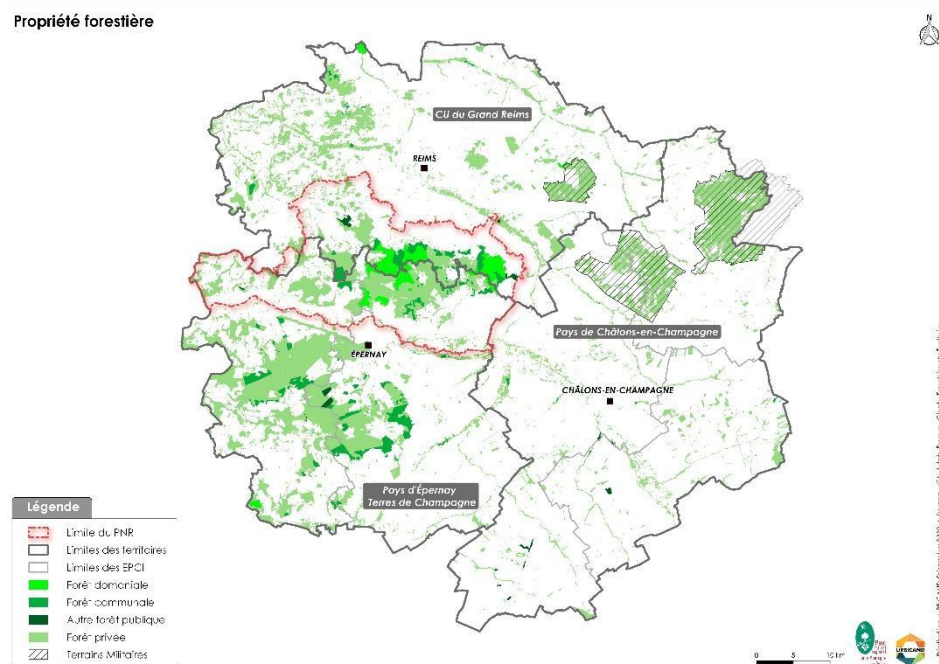 Propriété forestière
CU du Grand Reims
REIMS
Pays de Châlons-en-Champagne
ÉPERNAY
CHÂLONS-EN-CHAMPAGNE
Pays d'Épernay
Terres de Champagne
Légende
Limite du PNR
Limites des territoires
Limites des EPCI
Forêt domaniale
Forêt communale
Autre forêt publique
Forêt privée
Terrains Militaires
0 5 10 km
Parc
URBICAND